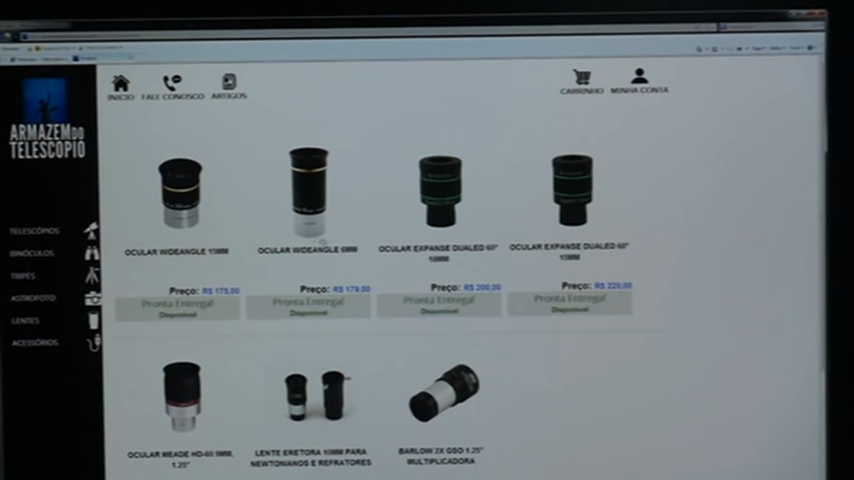 INICIO FALE CONOSCO ARTIGOS CARRINHO MINHA CONTA
ARMAZEM DO
TELESCOPIO
TELESCÓPIOS
BINÓCULOS
TRIPÉS
ASTROFOTO
LENTES
ACESSÓRIOS
OCULAR WIDEANGLE 15MM
OCULAR WIDEANGLE 6MM
OCULAR EXPANSE DUALED 60°
OCULAR EXPANSE DUALED 60°
15MM
Preço: R$ 175,00
Preço: R$ 179,00
Preço: R$ 200,00
Preço: R$ 220,00
Pronta Entrega!
Disponível
Pronta Entrega!
Disponível
Pronta Entrega!
Disponível
Pronta Entrega!
Disponível
OCULAR MEADE HD-60 9MM,
1.25"
LENTE ERETORA 10MM PARA
NEWTONIANOS E REFRATORES
BARLOW 2X GSO 1.25"
MULTIPLICADORA